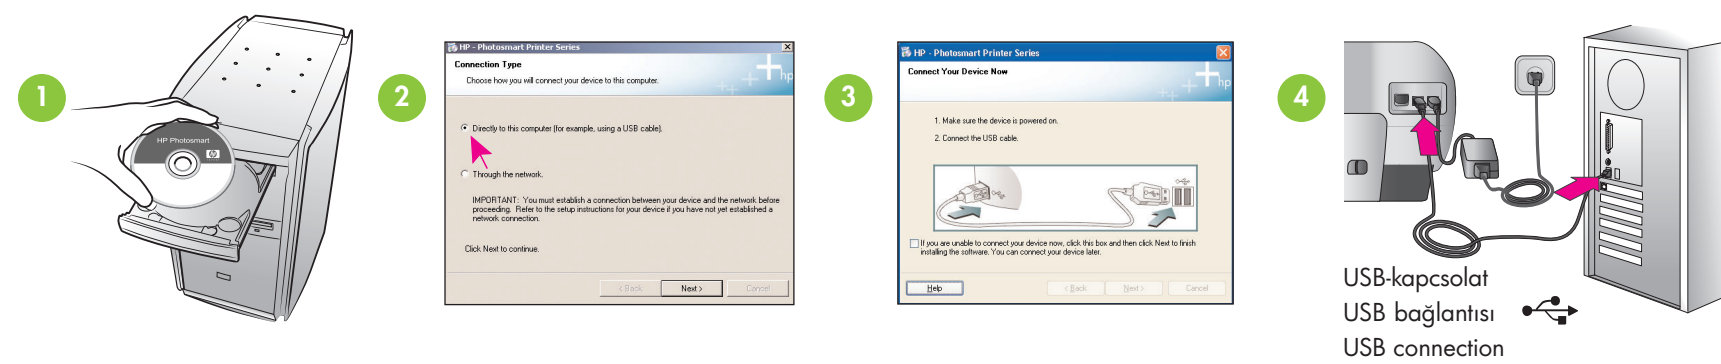 1
HP Photosmart
hp
2
HP - Photosmart Printer Series
Connection Type
Choose how you will connect your device to this computer.
hp
Directly to this computer (for example, using a USB cable).
Through the network.
IMPORTANT: You must establish a connection between your device and the network before
proceeding. Refer to the setup instructions for your device if you have not yet established a
network connection.
Click Next to continue.
< Back
Next >
Cancel
3
HP - Photosmart Printer Series
Connect Your Device Now
hp
1. Make sure the device is powered on.
2. Connect the USB cable.
If you are unable to connect your device now, click this box and then click Next to finish
installing the software. You can connect your device later.
Help
< Back
Next >
Cancel
4
USB-kapcsolat
USB bağlantısı
USB connection